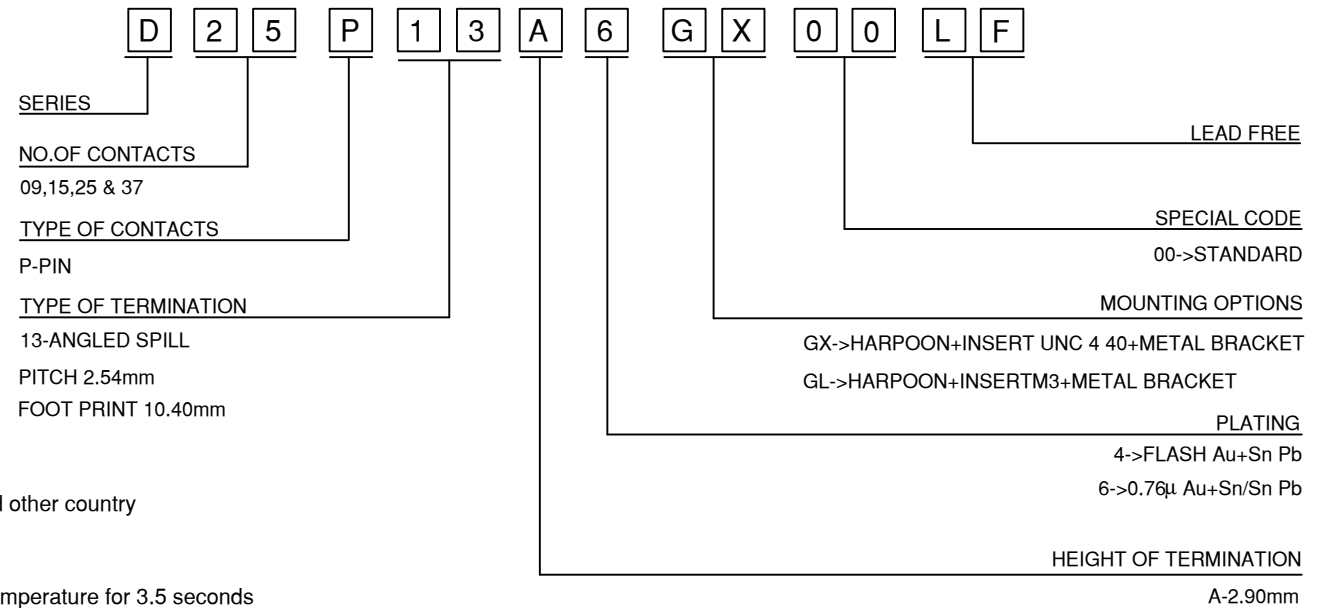 D 2 5 P 1 3 A 6 G X 0 0 L F
SERIES
NO.OF CONTACTS
09,15,25 & 37
TYPE OF CONTACTS
P-PIN
TYPE OF TERMINATION
13-ANGLED SPILL
PITCH 2.54mm
FOOT PRINT 10.40mm
other country
temperature for 3.5 seconds
LEAD FREE
SPECIAL CODE
00->STANDARD
MOUNTING OPTIONS
GX->HARPOON+INSERT UNC 4 40+METAL BRACKET
GL->HARPOON+INSERTM3+METAL BRACKET
PLATING
4->FLASH Au+Sn Pb
6->0.76µ Au+Sn/Sn Pb
HEIGHT OF TERMINATION
A-2.90mm